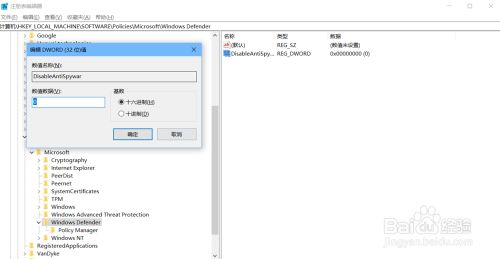 注册表编辑器
文件(F) 编辑(E) 查看(V) 收藏夹(A) 帮助(H)
计算机\HKEY_LOCAL_MACHINE\SOFTWARE\Policies\Microsoft\Windows Defender
Google
名称 类型 数据
(默认) REG_SZ (数值未设置)
DisableAntiSpy... REG_DWORD 0x00000000 (0)
编辑 DWORD (32 位)值
数值名称(N):
DisableAntiSpywar
数值数据(V):
0
基数
十六进制(H)
十进制(D)
确定 取消
Microsoft
Cryptography
Internet Explorer
PeerDist
Peernet
SystemCertificates
TPM
Windows
Windows Advanced Threat Protection
Windows Defender
Policy Manager
Windows NT
RegisteredApplications
VanDyke
Baidu 经验
jingyan.baidu.com